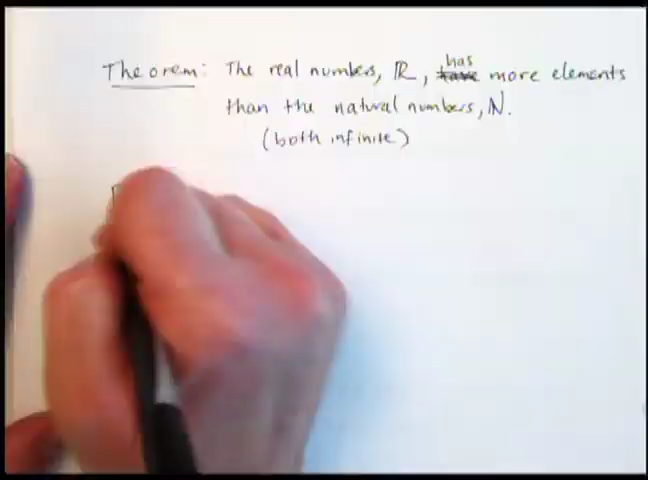 Theorem: The real numbers, ℝ, has more elements
than the natural numbers, ℕ.
(both infinite)